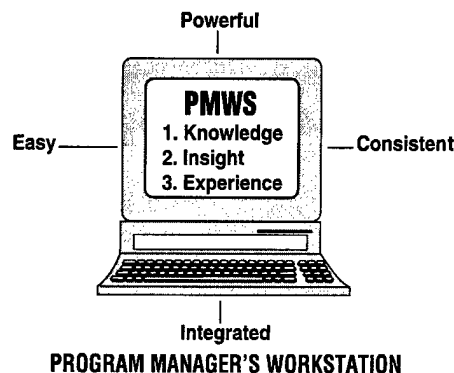 Powerful
PMWS
1. Knowledge
Easy
2. Insight
Consistent
3. Experience
Integrated
PROGRAM MANAGER'S WORKSTATION